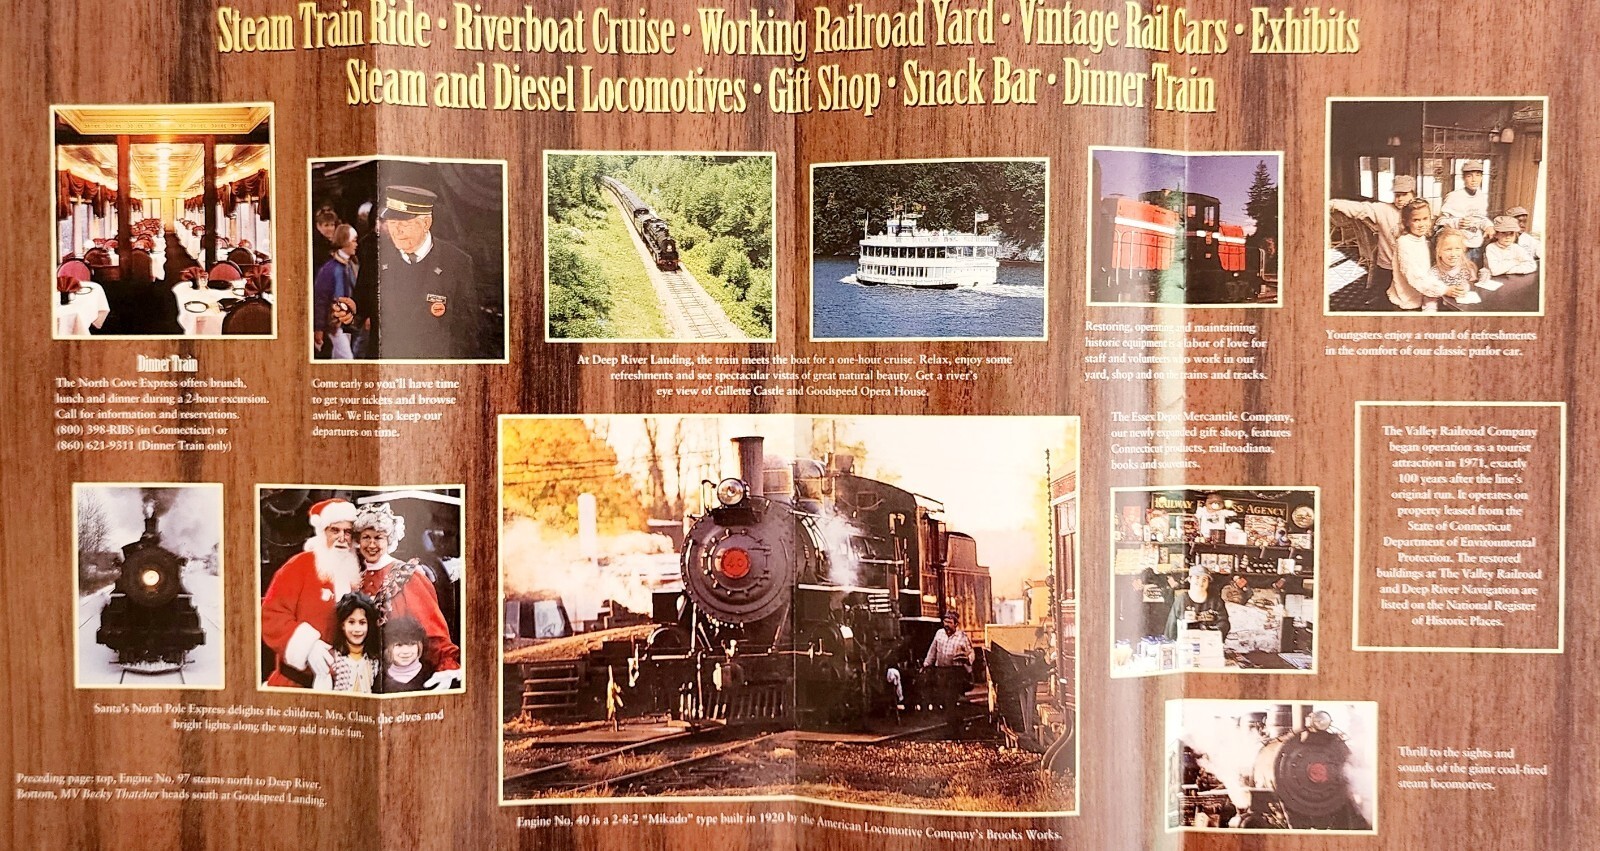 Steam Train Ride • Riverboat Cruise • Working Railroad Yard • Vintage Rail Cars • Exhibits
Steam and Diesel Locomotives • Gift Shop • Snack Bar • Dinner Train
Dinner Train
The North Cove Express offers brunch,
lunch and dinner during a 2-hour excursion.
Call for information and reservations.
(800) 398-RIBS (in Connecticut) or
(860) 621-9311 (Dinner Train only)
Come early so you'll have time
to get your tickets and browse
awhile. We like to keep our
departures on time.
At Deep River Landing, the train meets the boat for a one-hour cruise. Relax, enjoy some
refreshments and see spectacular vistas of great natural beauty. Get a river's
eye view of Gillette Castle and Goodspeed Opera House.
Restoring, operating and maintaining
historic equipment is a labor of love for
staff and volunteers who work in our
yard, shop and on the trains and tracks.
Youngsters enjoy a round of refreshments
in the comfort of our classic parlor car.
The Essex Depot Mercantile Company,
our newly expanded gift shop, features
Connecticut products, railroadiana,
books and souvenirs.
RAILWAY EXPRESS AGENCY
The Valley Railroad Company
began operation as a tourist
attraction in 1971, exactly
100 years after the line's
original run. It operates on
property leased from the
State of Connecticut
Department of Environmental
Protection. The restored
buildings at The Valley Railroad
and Deep River Navigation are
listed on the National Register
of Historic Places.
Santa's North Pole Express delights the children. Mrs. Claus, the elves and
bright lights along the way add to the fun.
40
Preceding page: top, Engine No. 97 steams north to Deep River.
Bottom, MV Becky Thatcher heads south at Goodspeed Landing.
Engine No. 40 is a 2-8-2 "Mikado" type built in 1920 by the American Locomotive Company's Brooks Works.
Thrill to the sights and
sounds of the giant coal-fired
steam locomotives.